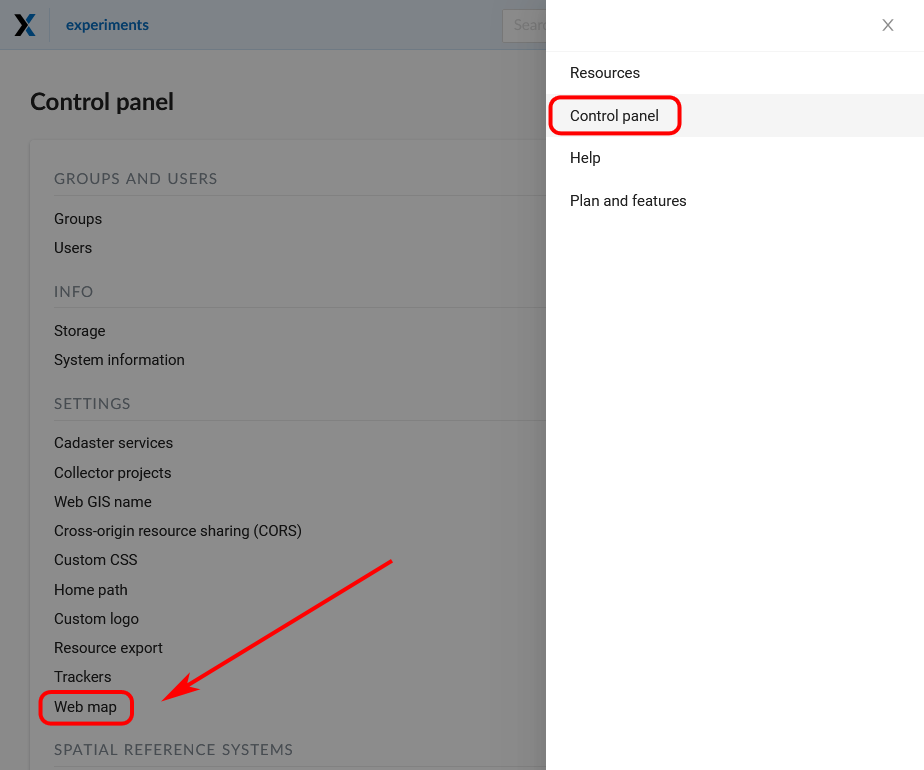 experiments
Searc
Control panel
GROUPS AND USERS
Groups
Users
INFO
Storage
System information
SETTINGS
Cadaster services
Collector projects
Web GIS name
Cross-origin resource sharing (CORS)
Custom CSS
Home path
Custom logo
Resource export
Trackers
Web map
SPATIAL REFERENCE SYSTEMS
Resources
Control panel
Help
Plan and features